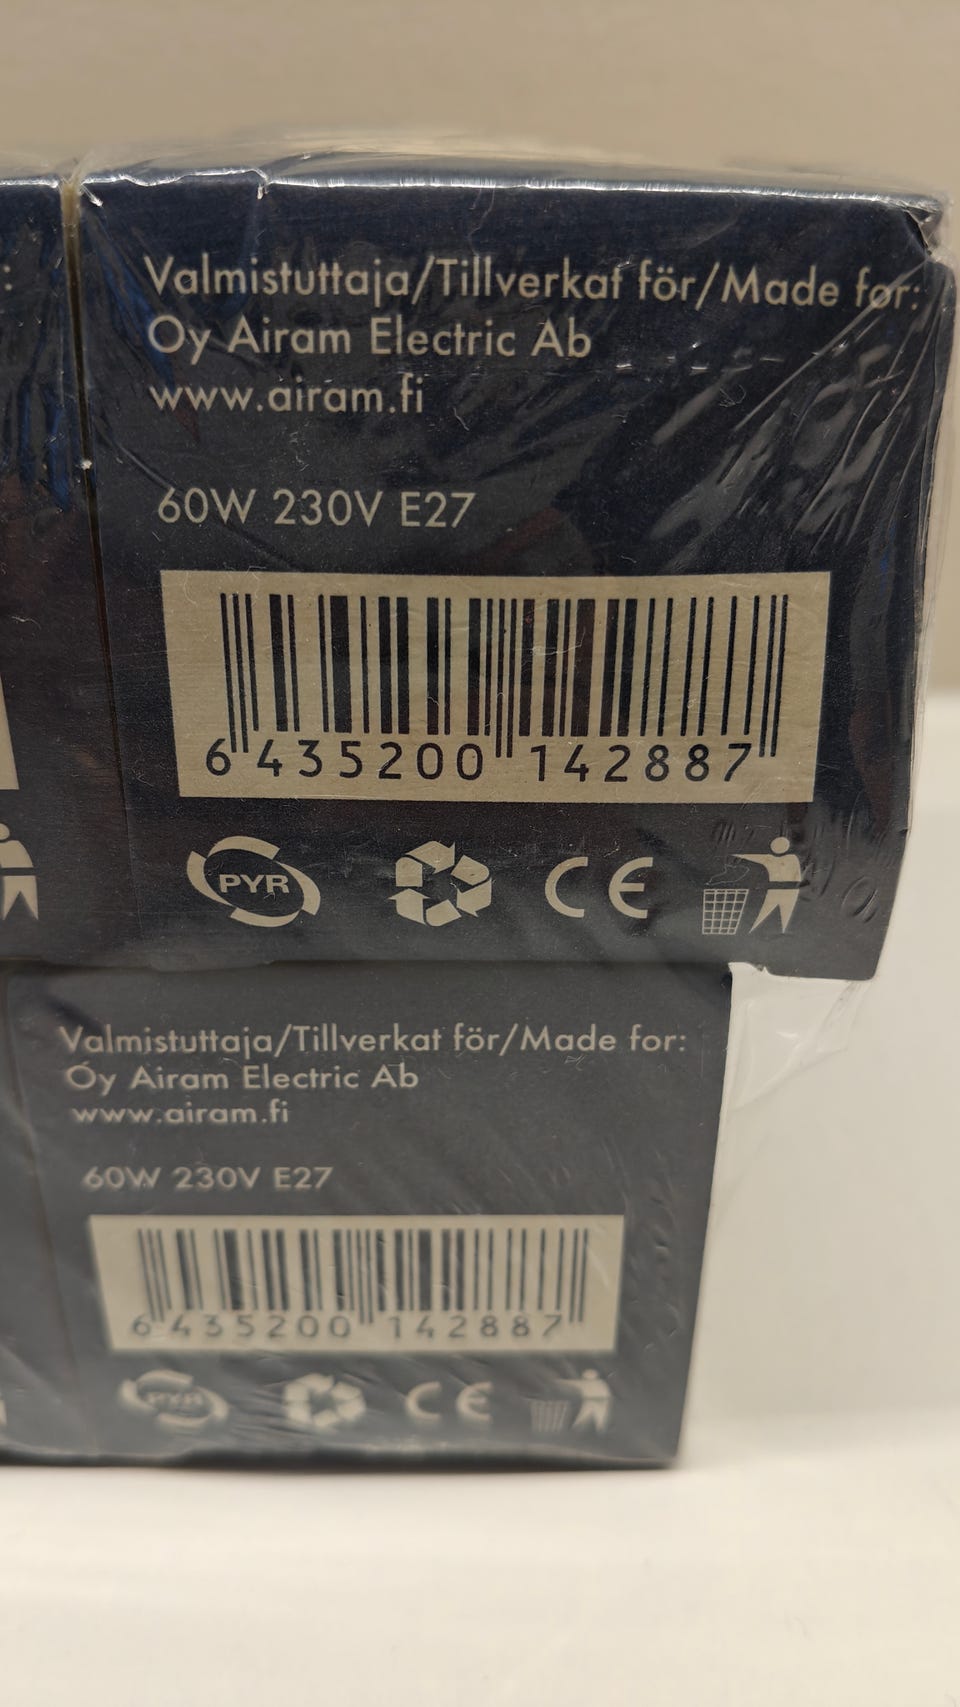 Valmistuttaja/Tillverkat för/Made for:
Oy Airam Electric Ab
www.airam.fi
60W 230V E27
6 435200 142887
PYR
CE
Valmistuttaja/Tillverkat för/Made for:
Oy Airam Electric Ab
www.airam.fi
60W 230V E27
6 435200 142887
PYR
CE